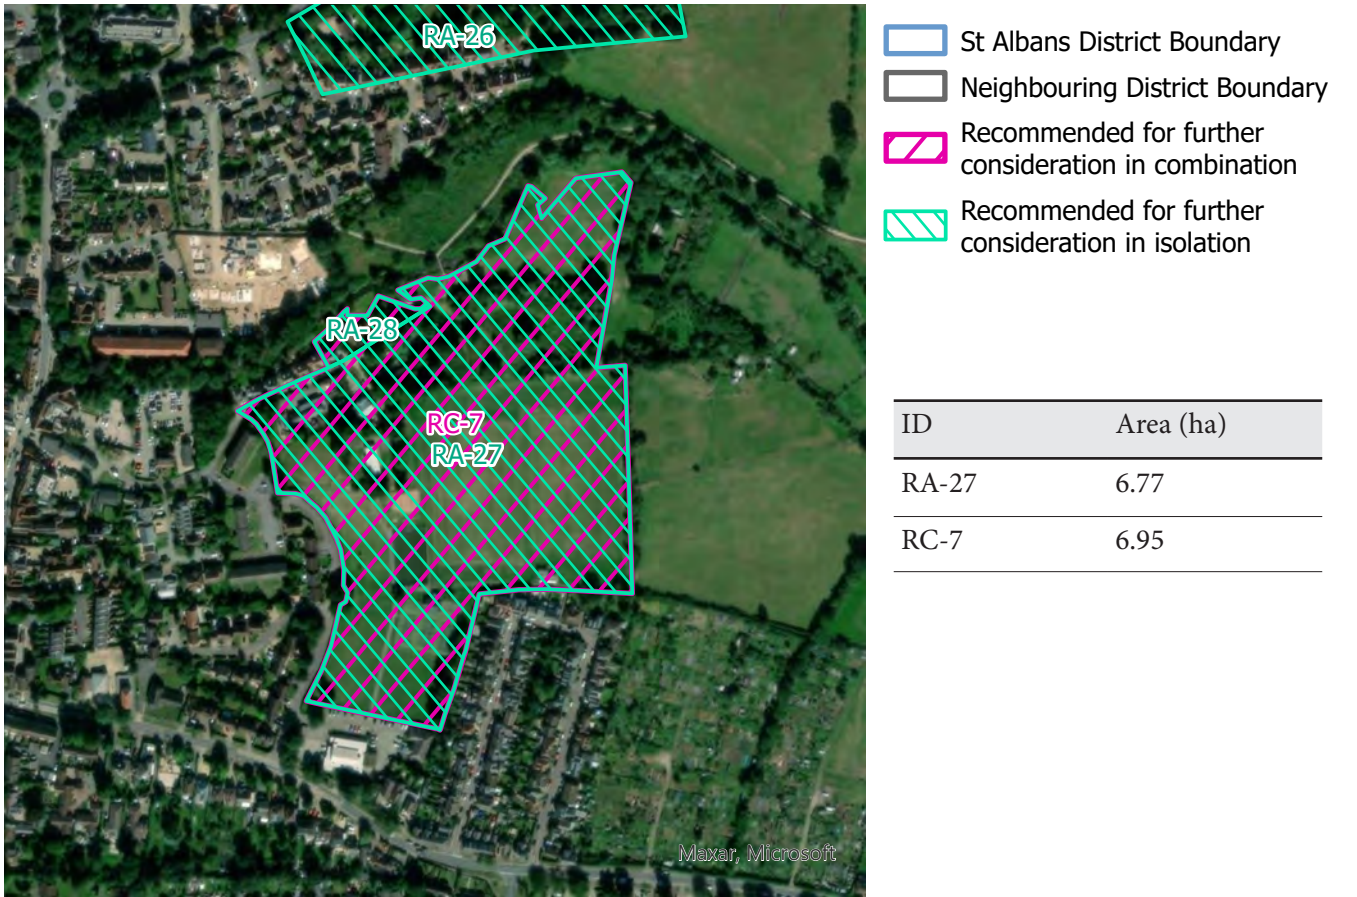 RA-26
RA-28
RC-7
RA-27
Maxar, Microsoft
St Albans District Boundary
Neighbouring District Boundary
Recommended for further
consideration in combination
Recommended for further
consideration in isolation
ID Area (ha)
RA-27 6.77
RC-7 6.95